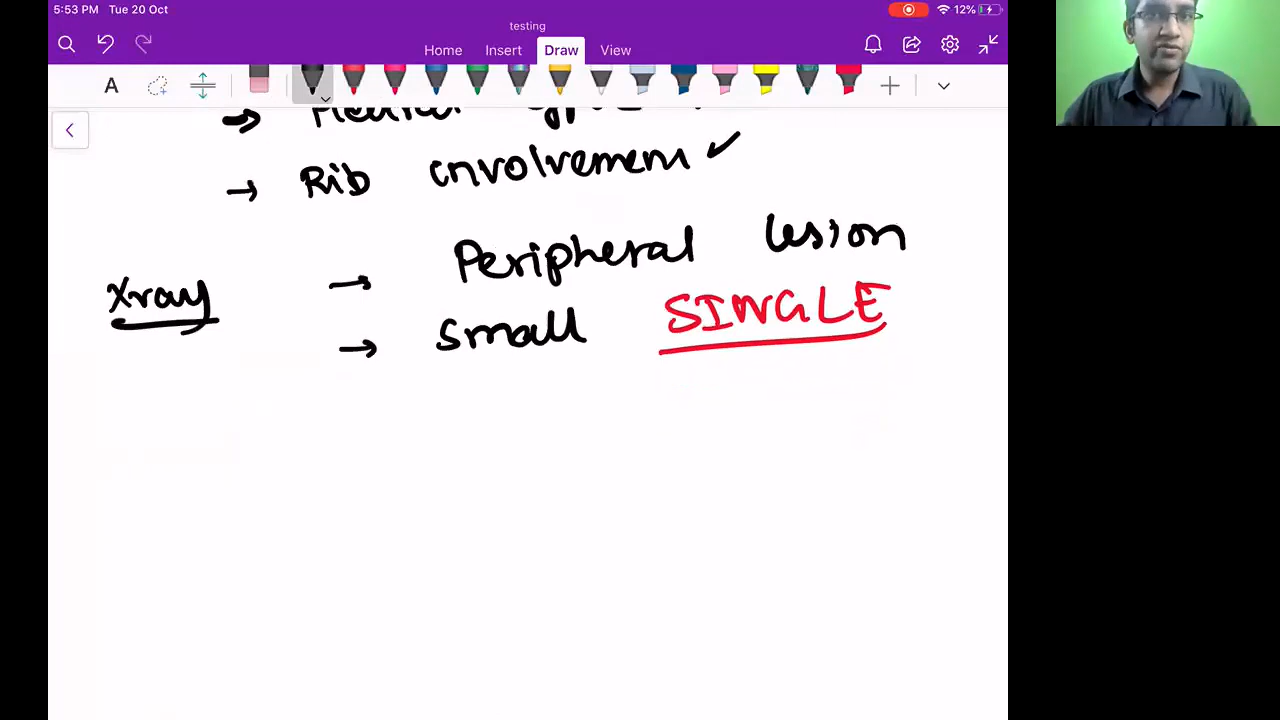 5:53 PM Tue 20 Oct 12%
testing
Home Insert Draw View
A
→
→ Rib involvement ✓
Xray → Peripheral lesion
→ Small SINGLE